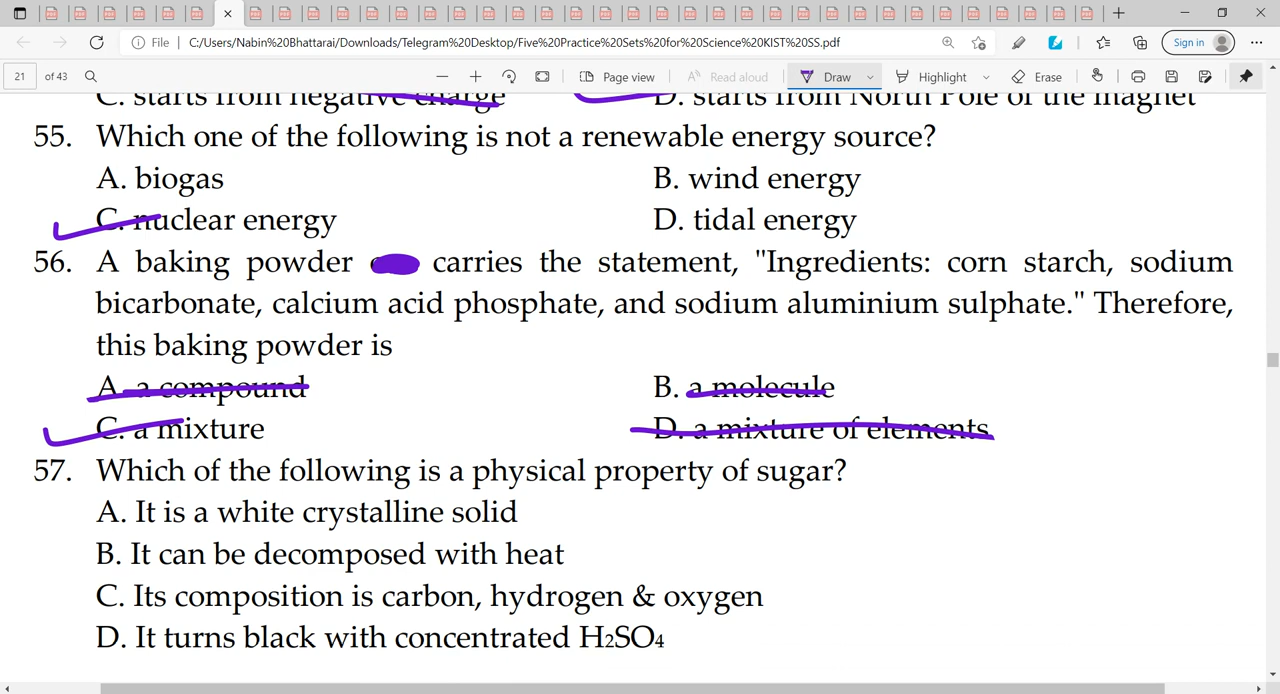 File C:/Users/Nabin%20Bhattarai/Downloads/Telegram%20Desktop/Five%20Practice%20Sets%20for%20Science%20KIST%20SS.pdf Sign in
21 of 43 Page view Read aloud Draw Highlight Erase
C. starts from negative charge D. starts from North Pole of the magnet
55. Which one of the following is not a renewable energy source?
A. biogas B. wind energy
C. nuclear energy D. tidal energy
56. A baking powder carries the statement, "Ingredients: corn starch, sodium
bicarbonate, calcium acid phosphate, and sodium aluminium sulphate." Therefore,
this baking powder is
A. a compound B. a molecule
C. a mixture D. a mixture of elements
57. Which of the following is a physical property of sugar?
A. It is a white crystalline solid
B. It can be decomposed with heat
C. Its composition is carbon, hydrogen & oxygen
D. It turns black with concentrated H₂SO₄